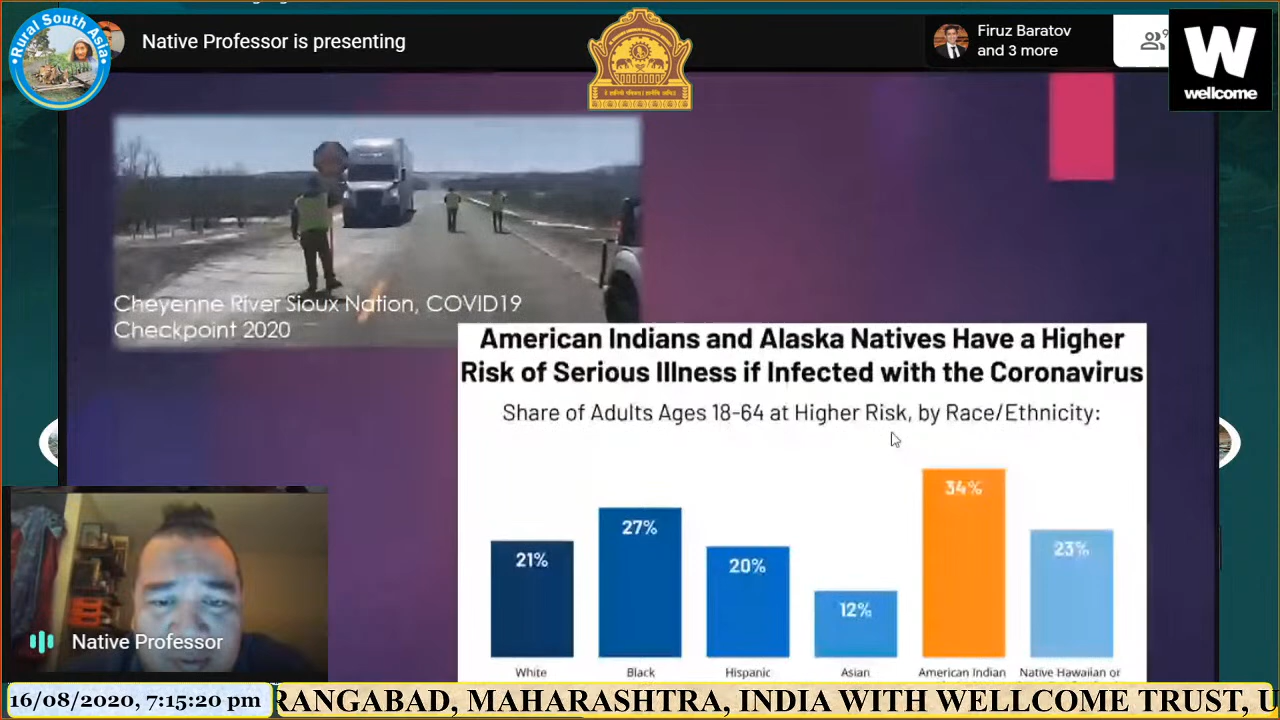 Rural South Asia
Native Professor is presenting
Firuz Baratov
and 3 more
9
W
wellcome
Cheyenne River Sioux Nation, COVID19
Checkpoint 2020
American Indians and Alaska Natives Have a Higher
Risk of Serious Illness if Infected with the Coronavirus
Share of Adults Ages 18-64 at Higher Risk, by Race/Ethnicity:
21%
27%
20%
12%
34%
23%
White
Black
Hispanic
Asian
American Indian
Native Hawaiian or
Native Professor
16/08/2020, 7:15:20 pm
RANGABAD, MAHARASHTRA, INDIA WITH WELLCOME TRUST, U